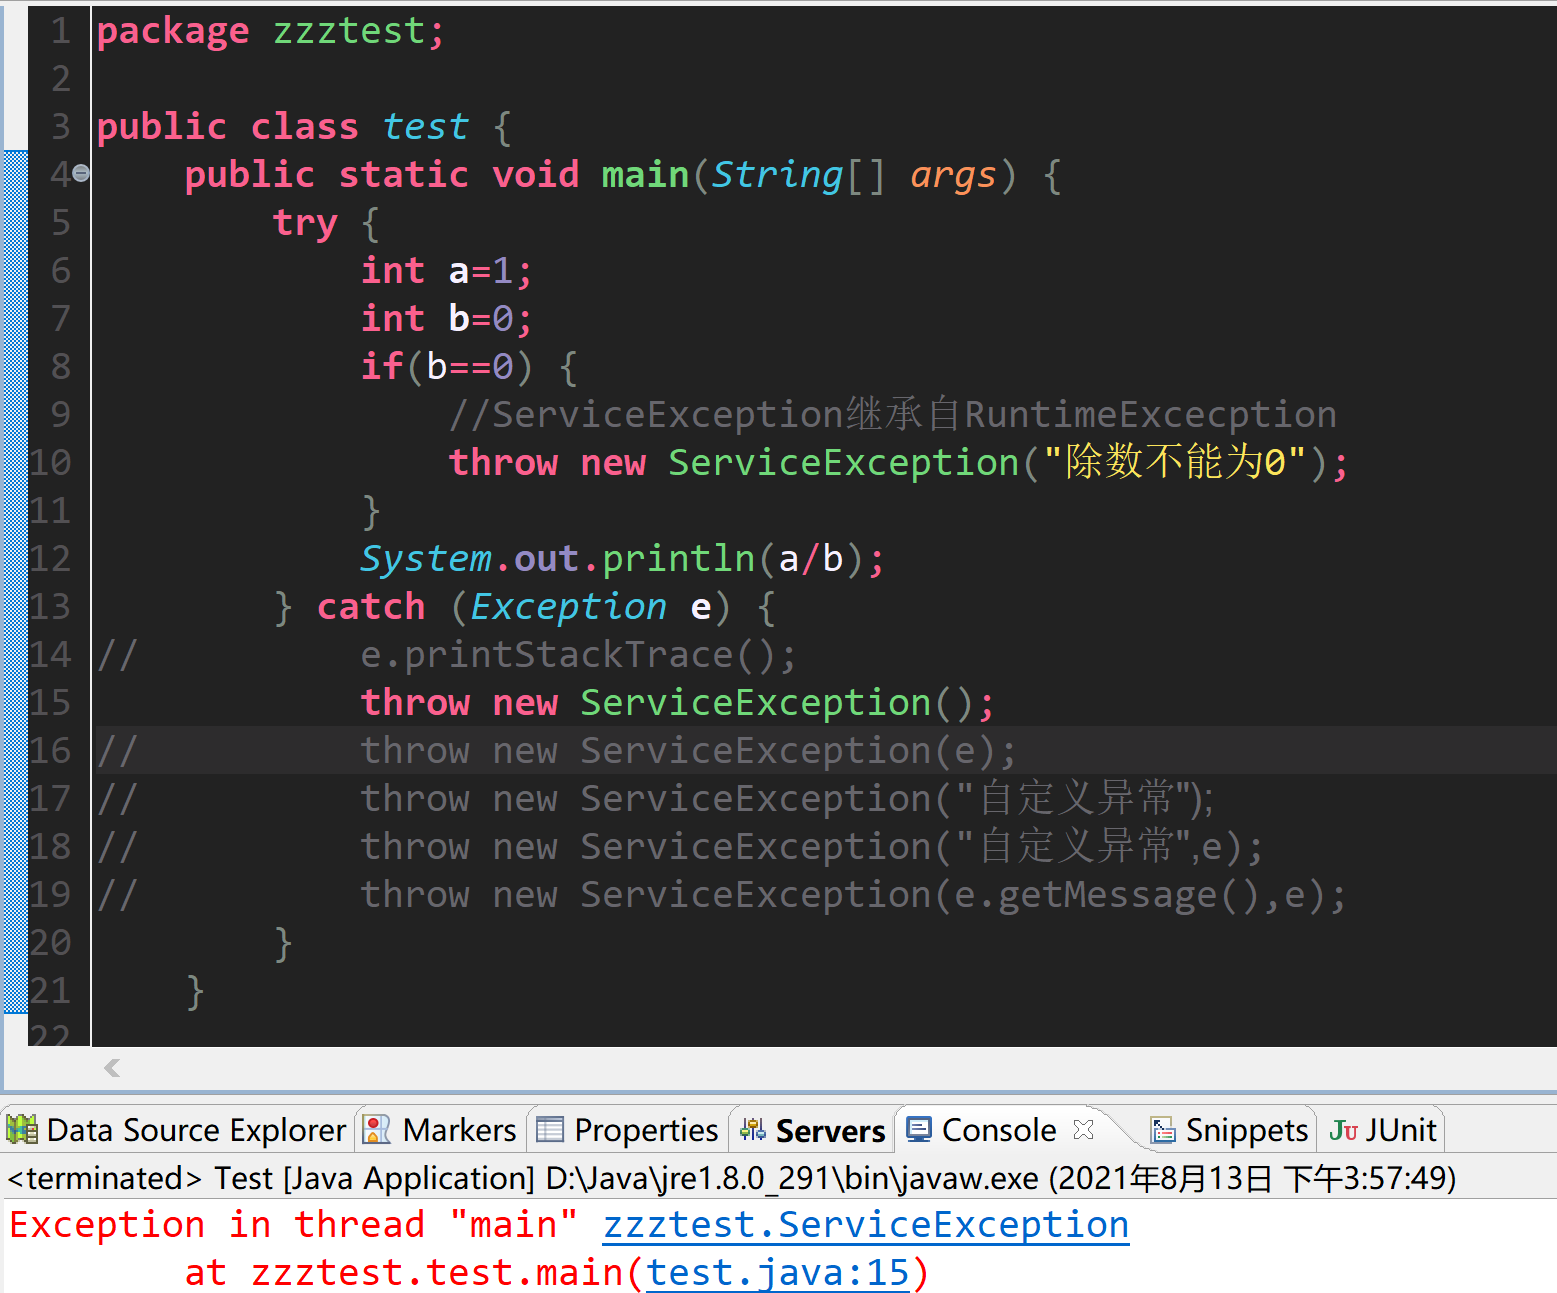 1 package zzztest;
2
3 public class test {
4 public static void main(String[] args) {
5 try {
6 int a=1;
7 int b=0;
8 if(b==0) {
9 //ServiceException继承自RuntimeExcecption
10 throw new ServiceException("除数不能为0");
11 }
12 System.out.println(a/b);
13 } catch (Exception e) {
14 // e.printStackTrace();
15 throw new ServiceException();
16 // throw new ServiceException(e);
17 // throw new ServiceException("自定义异常");
18 // throw new ServiceException("自定义异常",e);
19 // throw new ServiceException(e.getMessage(),e);
20 }
21 }
22
Data Source Explorer Markers Properties Servers Console Snippets JU JUnit
<terminated> Test [Java Application] D:\Java\jre1.8.0_291\bin\javaw.exe (2021年8月13日 下午3:57:49)
Exception in thread "main" zzztest.ServiceException
at zzztest.test.main(test.java:15)